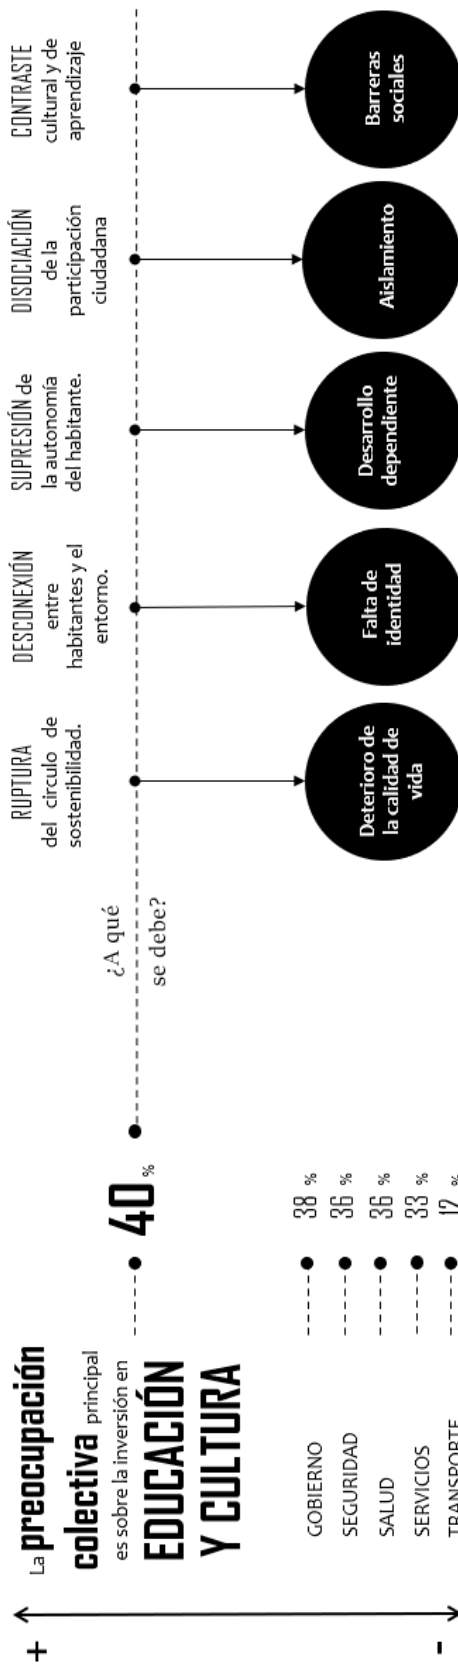 +
La preocupación
colectiva principal
es sobre la inversión en
EDUCACIÓN
Y CULTURA
40 %
¿A qué
se debe?
RUPTURA
del circulo de
sostenibilidad.
DESCONEXIÓN
entre
habitantes y el
entorno.
SUPRESIÓN de
la autonomía
del habitante.
DISOCIACIÓN
de la
participación
ciudadana
CONTRASTE
cultural y de
aprendizaje
Deterioro de
la calidad de
vida
Falta de
identidad
Desarrollo
dependiente
Aislamiento
Barreras
sociales
GOBIERNO 38 %
SEGURIDAD 36 %
SALUD 36 %
SERVICIOS 33 %
TRANSPORTE 12 %
-